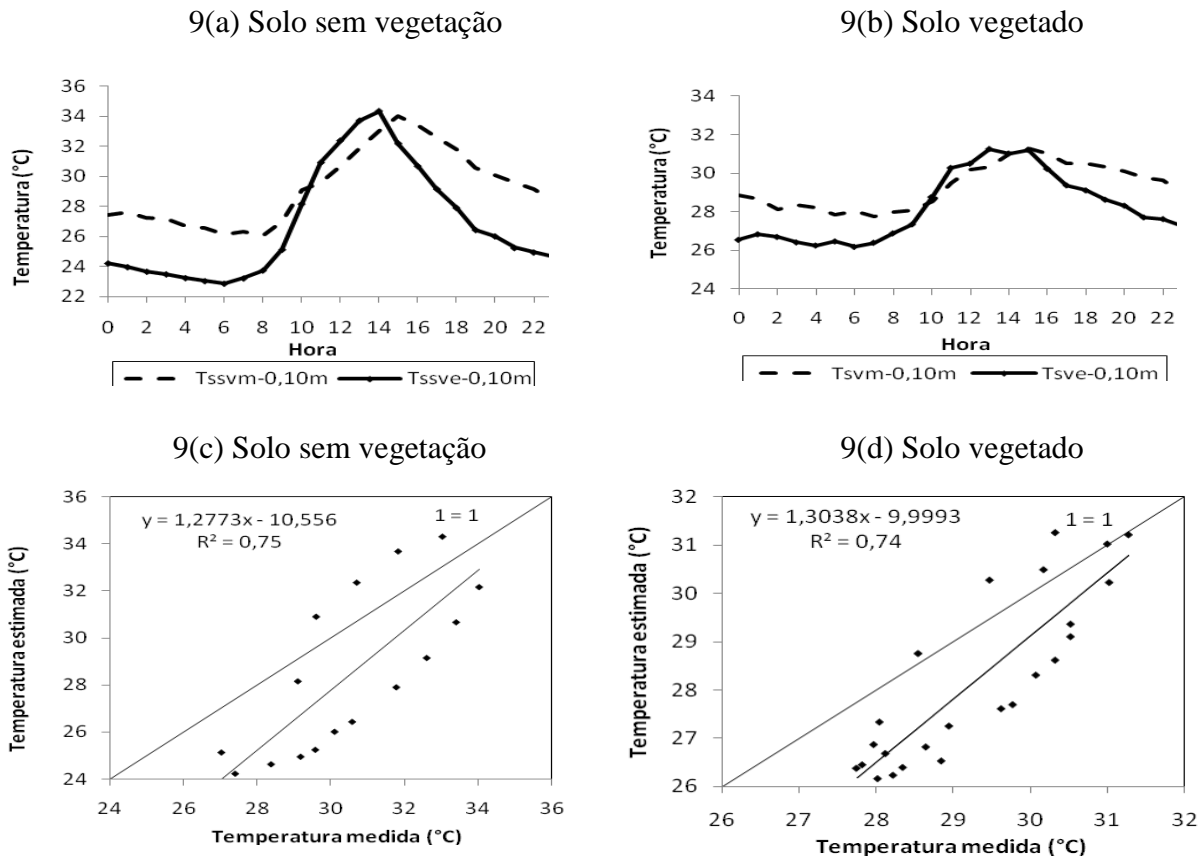 9(a) Solo sem vegetação
36
34
32
30
28
26
24
22
Temperatura (°C)
0 2 4 6 8 10 12 14 16 18 20 22
Hora
Tssvm-0,10m Tssve-0,10m
9(b) Solo vegetado
34
32
30
28
26
24
Temperatura (°C)
0 2 4 6 8 10 12 14 16 18 20 22
Hora
Tsvm-0,10m Tsve-0,10m
9(c) Solo sem vegetação
36
34
32
30
28
26
24
Temperatura estimada (°C)
y = 1,2773x - 10,556
R² = 0,75
1 = 1
24 26 28 30 32 34 36
Temperatura medida (°C)
9(d) Solo vegetado
32
31
30
29
28
27
26
Temperatura estimada (°C)
y = 1,3038x - 9,9993
R² = 0,74
1 = 1
26 27 28 29 30 31 32
Temperatura medida (°C)